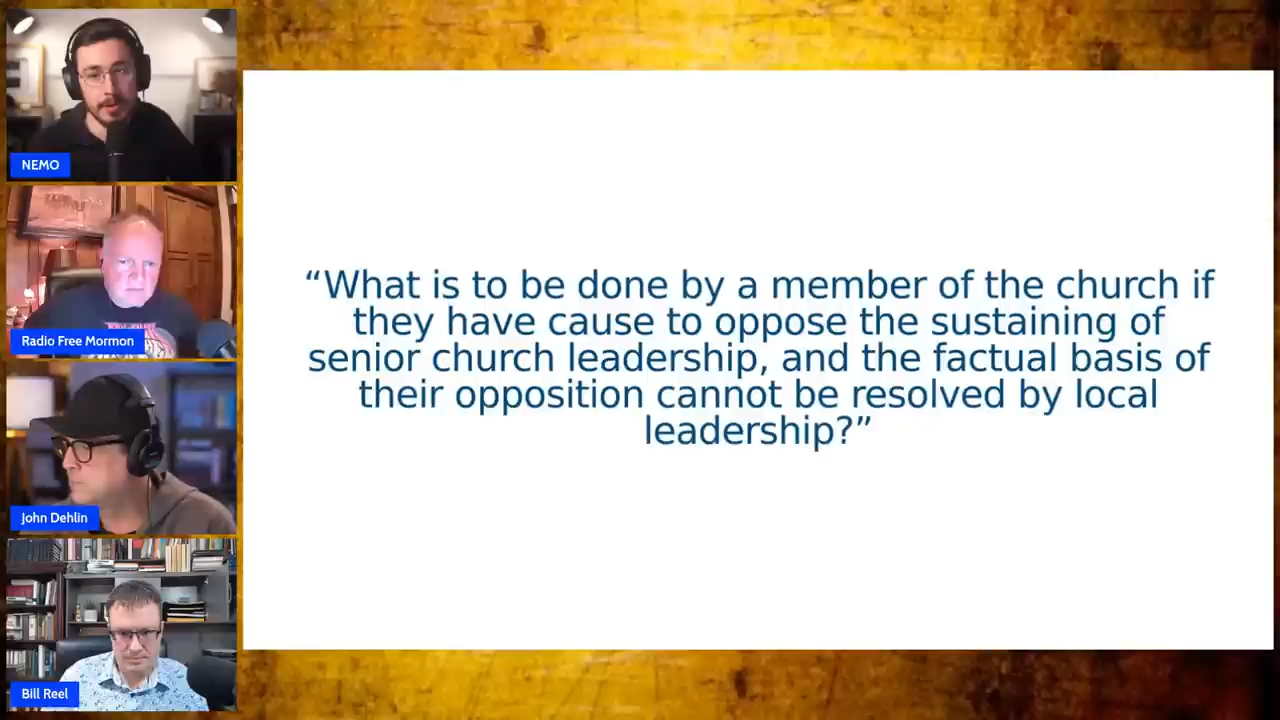 NEMO
Radio Free Mormon
John Dehlin
Bill Reel
“What is to be done by a member of the church if
they have cause to oppose the sustaining of
senior church leadership, and the factual basis of
their opposition cannot be resolved by local
leadership?”